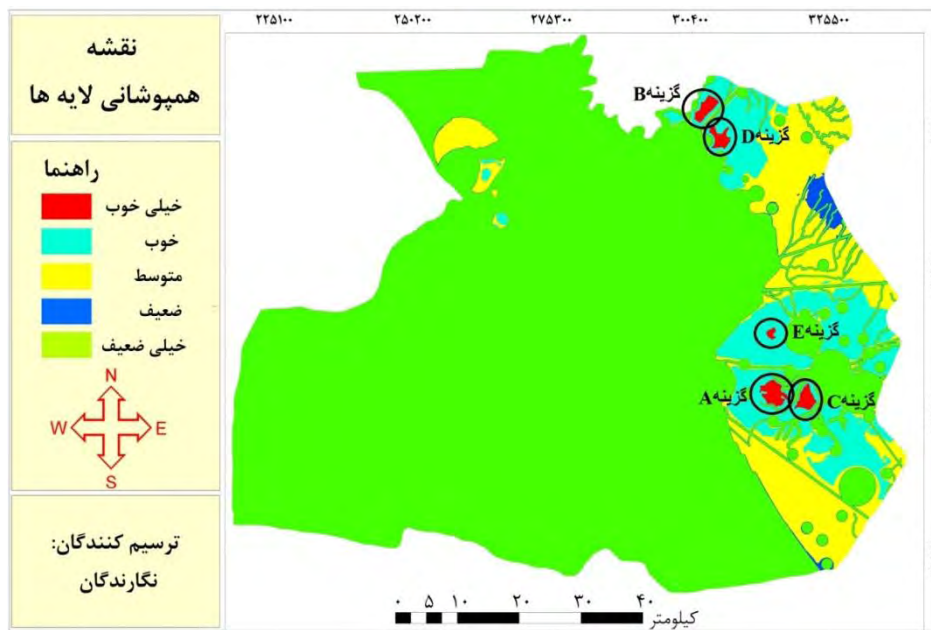 نقشه
همپوشانی لایه ها
راهنما
خیلی خوب
خوب
متوسط
ضعیف
خیلی ضعیف
N
W E
S
ترسیم کنندگان:
نگارندگان
۲۲۵۱۰۰ ۲۵۰۲۰۰ ۲۷۵۳۰۰ ۳۰۰۴۰۰ ۳۲۵۵۰۰
گزینهB
گزینهD
گزینهE
گزینهA
گزینهC
۰ ۵ ۱۰ ۲۰ ۳۰ ۴۰
کیلومتر